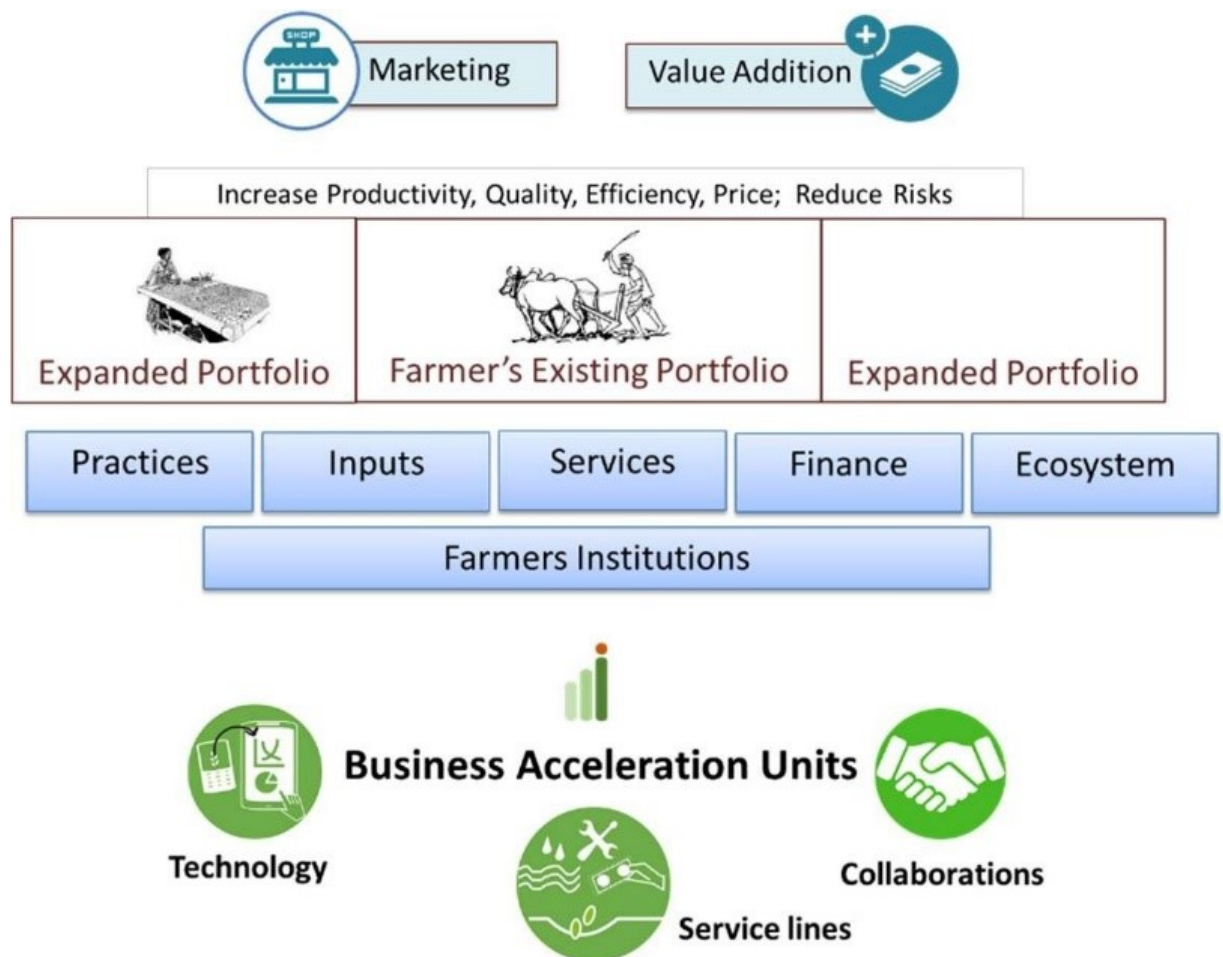 SHOP
Marketing
Value Addition
Increase Productivity, Quality, Efficiency, Price; Reduce Risks
Expanded Portfolio
Farmer’s Existing Portfolio
Expanded Portfolio
Practices
Inputs
Services
Finance
Ecosystem
Farmers Institutions
Business Acceleration Units
Technology
Collaborations
Service lines